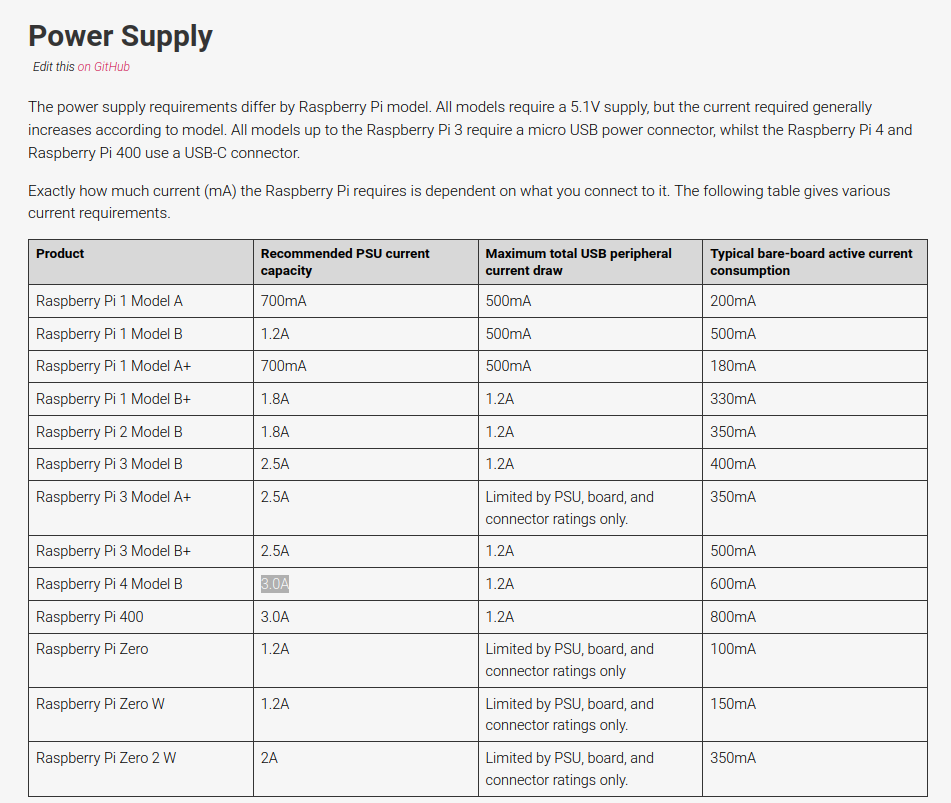 Power Supply
Edit this on GitHub
The power supply requirements differ by Raspberry Pi model. All models require a 5.1V supply, but the current required generally
increases according to model. All models up to the Raspberry Pi 3 require a micro USB power connector, whilst the Raspberry Pi 4 and
Raspberry Pi 400 use a USB-C connector.
Exactly how much current (mA) the Raspberry Pi requires is dependent on what you connect to it. The following table gives various
current requirements.
Product Recommended PSU current Maximum total USB peripheral Typical bare-board active current
capacity current draw consumption
Raspberry Pi 1 Model A 700mA 500mA 200mA
Raspberry Pi 1 Model B 1.2A 500mA 500mA
Raspberry Pi 1 Model A+ 700mA 500mA 180mA
Raspberry Pi 1 Model B+ 1.8A 1.2A 330mA
Raspberry Pi 2 Model B 1.8A 1.2A 350mA
Raspberry Pi 3 Model B 2.5A 1.2A 400mA
Raspberry Pi 3 Model A+ 2.5A Limited by PSU, board, and 350mA
connector ratings only.
Raspberry Pi 3 Model B+ 2.5A 1.2A 500mA
Raspberry Pi 4 Model B 3.0A 1.2A 600mA
Raspberry Pi 400 3.0A 1.2A 800mA
Raspberry Pi Zero 1.2A Limited by PSU, board, and 100mA
connector ratings only
Raspberry Pi Zero W 1.2A Limited by PSU, board, and 150mA
connector ratings only.
Raspberry Pi Zero 2 W 2A Limited by PSU, board, and 350mA
connector ratings only.